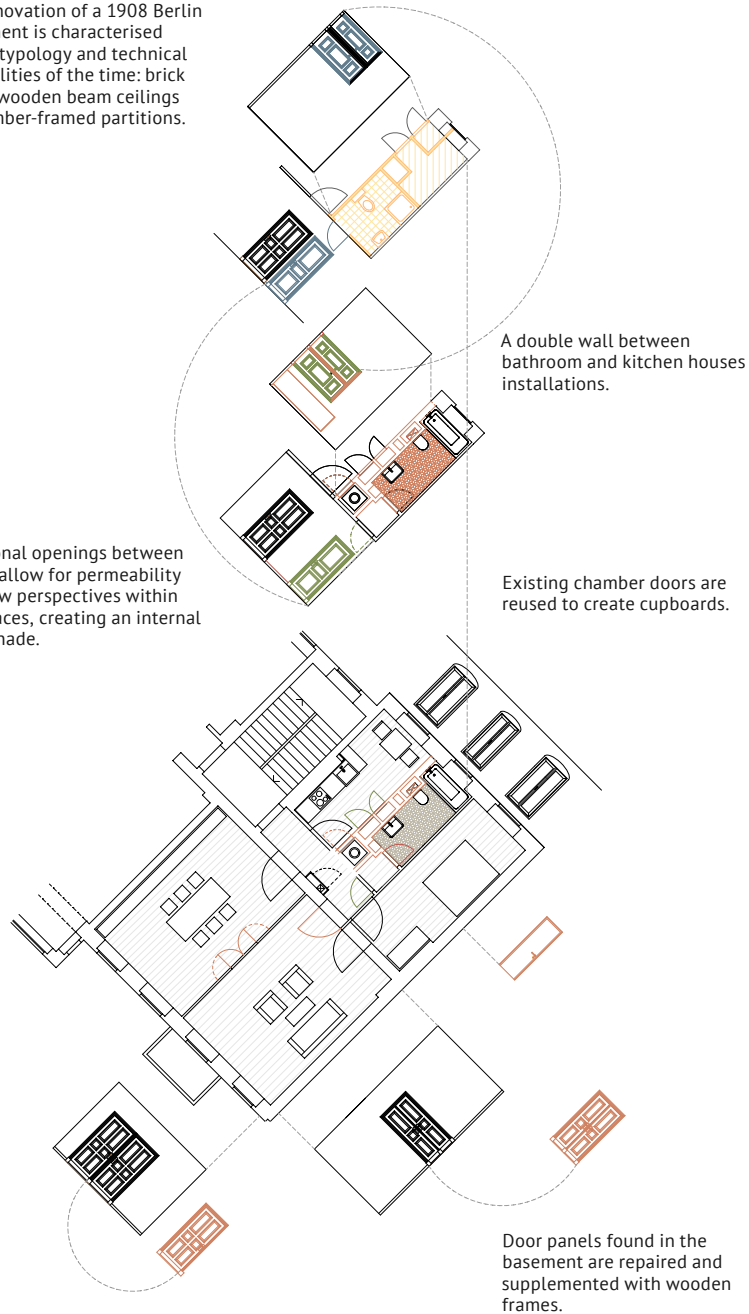 novation of a 1908 Berlin
ment is characterised
typology and technical
lities of the time: brick
wooden beam ceilings
mber-framed partitions.
A double wall between
bathroom and kitchen houses
installations.
onal openings between
allow for permeability
w perspectives within
nces, creating an internal
nade.
Existing chamber doors are
reused to create cupboards.
Door panels found in the
basement are repaired and
supplemented with wooden
frames.